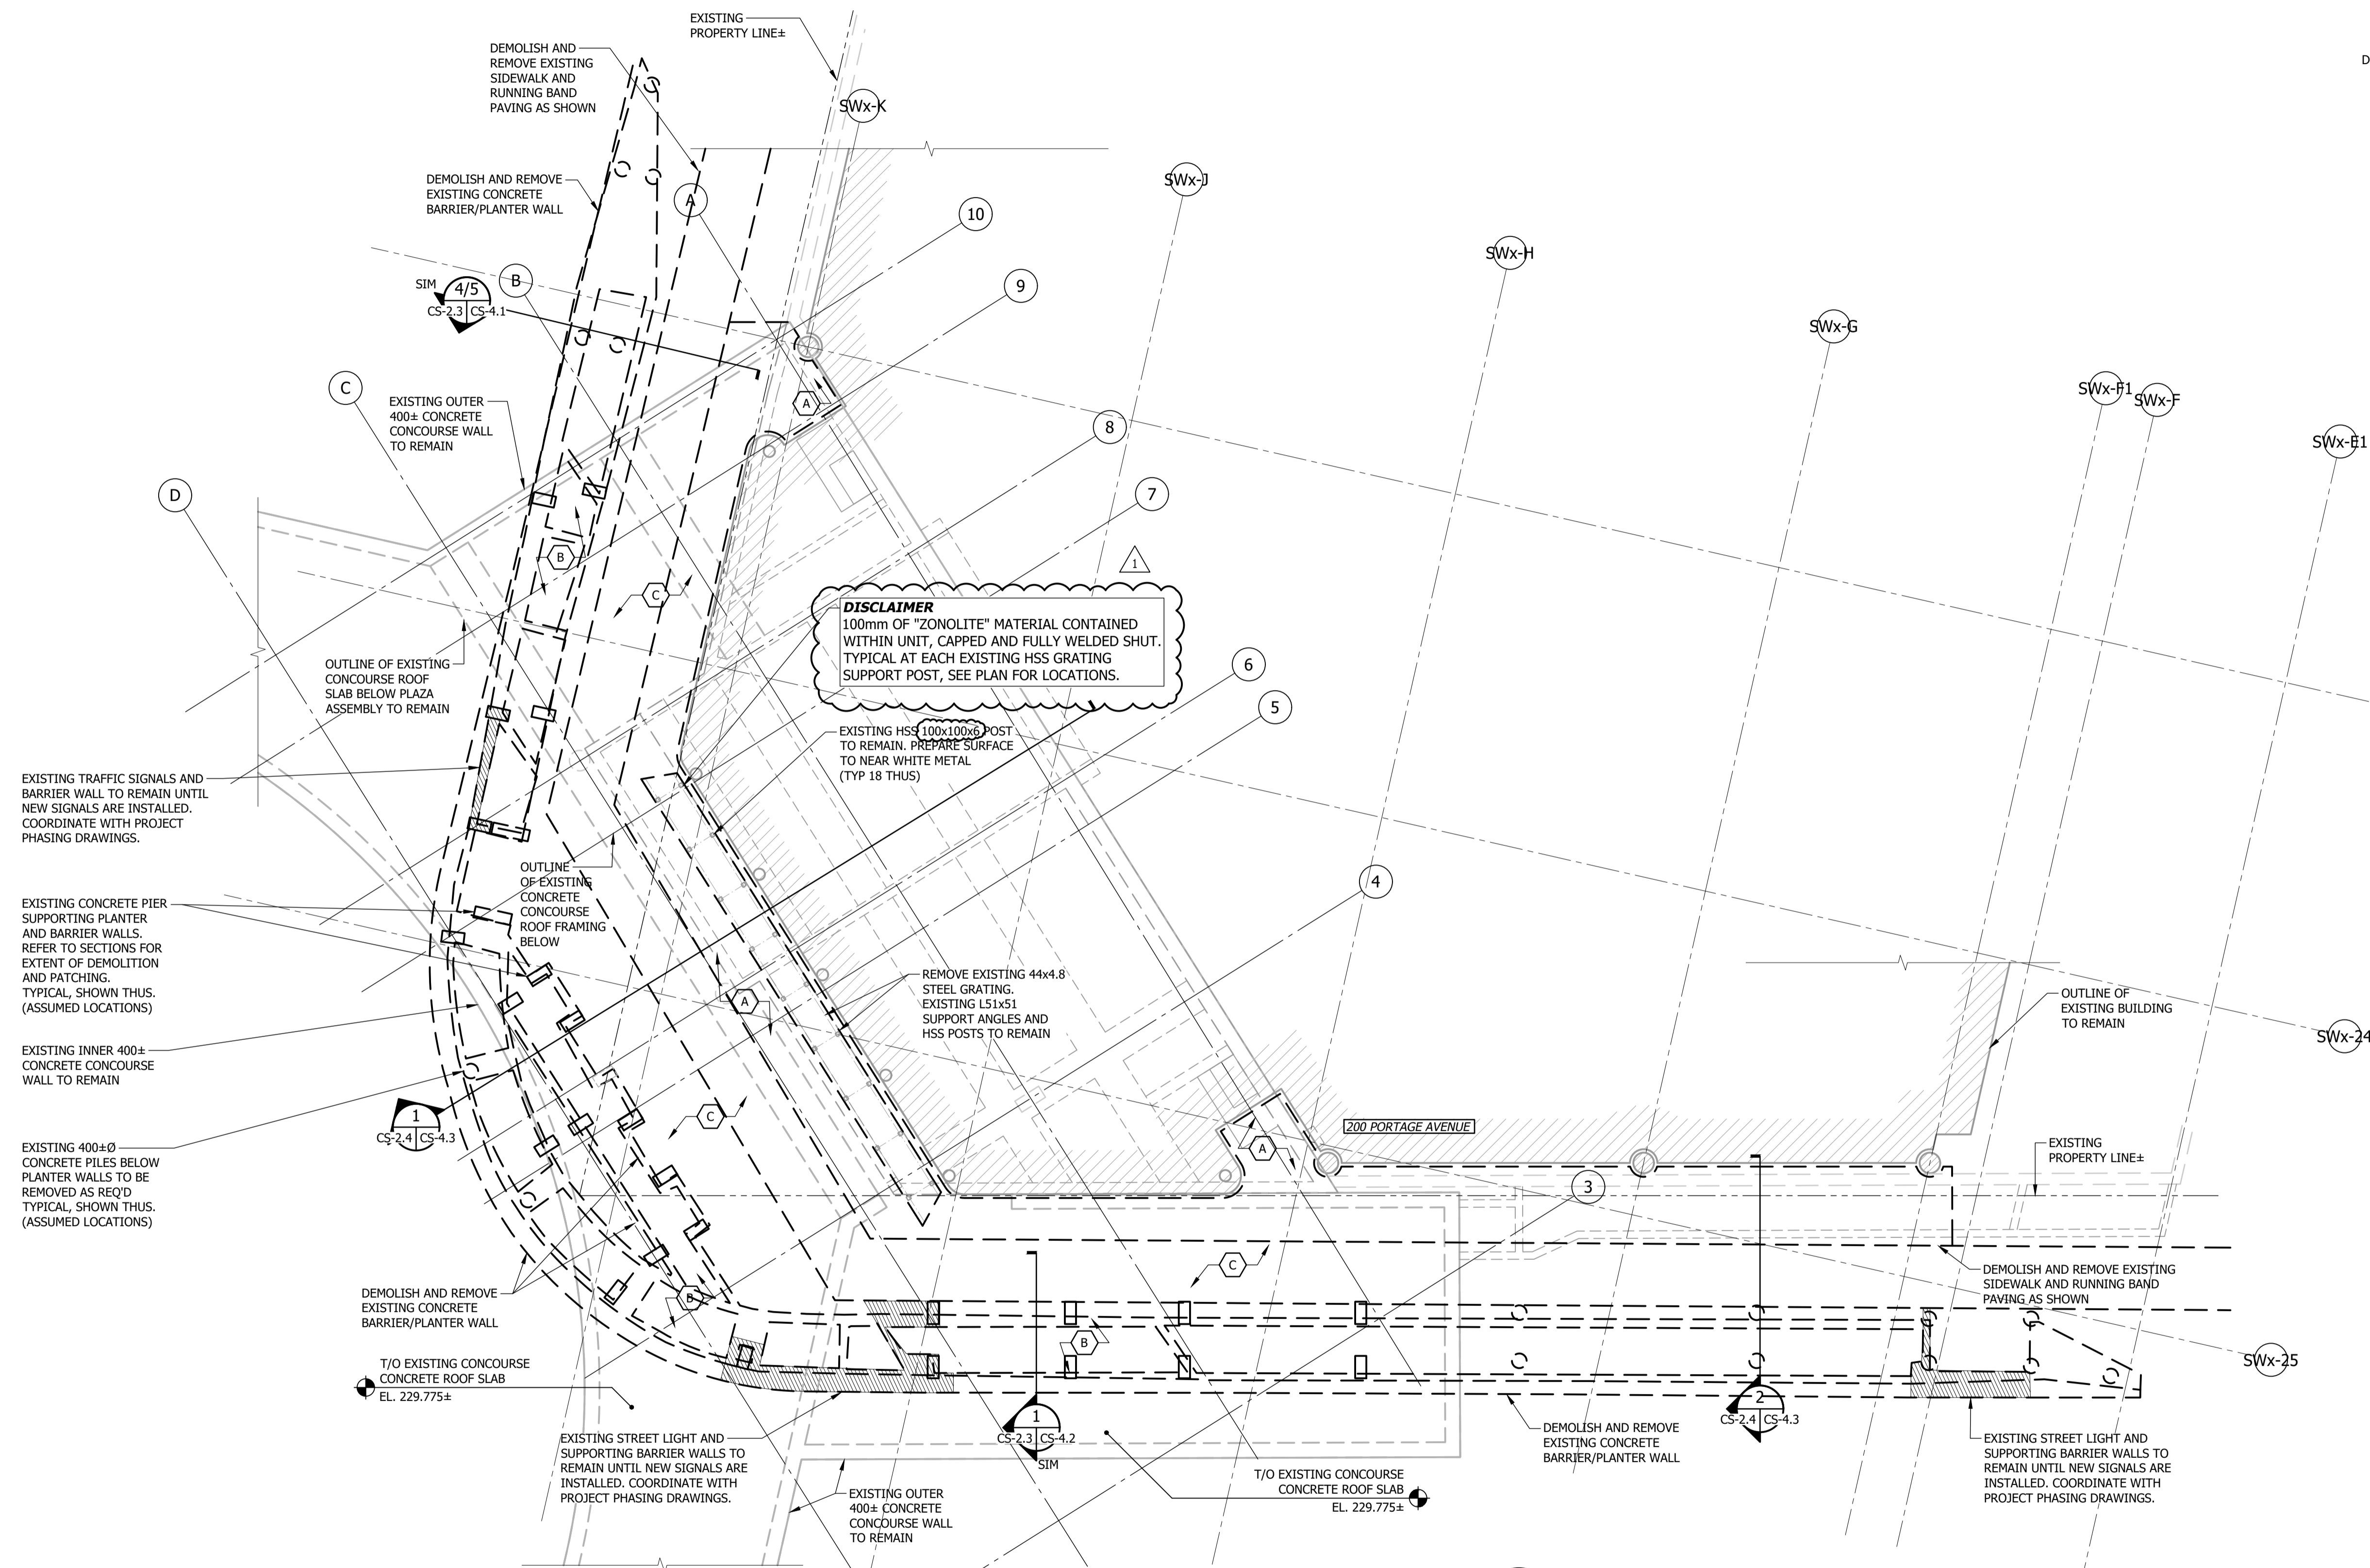 EXISTING
PROPERTY LINE±
DEMOLISH AND
REMOVE EXISTING
SIDEWALK AND
RUNNING BAND
PAVING AS SHOWN
D
SWx-K
DEMOLISH AND REMOVE
EXISTING CONCRETE
BARRIER/PLANTER WALL
A
10
SWx-J
SWx-H
SWx-G
SWx-F1
SWx-F
SWx-E1
SIM
4/5
CS-2.3
CS-4.1
B
9
C
EXISTING OUTER
400± CONCRETE
CONCOURSE WALL
TO REMAIN
A
8
D
7
B
C
1
DISCLAIMER
100mm OF "ZONOLITE" MATERIAL CONTAINED
WITHIN UNIT, CAPPED AND FULLY WELDED SHUT.
TYPICAL AT EACH EXISTING HSS GRATING
SUPPORT POST, SEE PLAN FOR LOCATIONS.
OUTLINE OF EXISTING
CONCOURSE ROOF
SLAB BELOW PLAZA
ASSEMBLY TO REMAIN
6
5
EXISTING HSS 100x100x6 POST
TO REMAIN. PREPARE SURFACE
TO NEAR WHITE METAL
(TYP 18 THUS)
EXISTING TRAFFIC SIGNALS AND
BARRIER WALL TO REMAIN UNTIL
NEW SIGNALS ARE INSTALLED.
COORDINATE WITH PROJECT
PHASING DRAWINGS.
OUTLINE
OF EXISTING
CONCRETE
CONCOURSE
ROOF FRAMING
BELOW
4
EXISTING CONCRETE PIER
SUPPORTING PLANTER
AND BARRIER WALLS.
REFER TO SECTIONS FOR
EXTENT OF DEMOLITION
AND PATCHING.
TYPICAL, SHOWN THUS.
(ASSUMED LOCATIONS)
REMOVE EXISTING 44x4.8
STEEL GRATING.
EXISTING L51x51
SUPPORT ANGLES AND
HSS POSTS TO REMAIN
A
OUTLINE OF
EXISTING BUILDING
TO REMAIN
SWx-24
EXISTING INNER 400±
CONCRETE CONCOURSE
WALL TO REMAIN
C
1
CS-2.4
CS-4.3
200 PORTAGE AVENUE
A
EXISTING 400±Ø
CONCRETE PILES BELOW
PLANTER WALLS TO BE
REMOVED AS REQ'D
TYPICAL, SHOWN THUS.
(ASSUMED LOCATIONS)
EXISTING
PROPERTY LINE±
3
C
DEMOLISH AND REMOVE EXISTING
SIDEWALK AND RUNNING BAND
PAVING AS SHOWN
DEMOLISH AND REMOVE
EXISTING CONCRETE
BARRIER/PLANTER WALL
B
B
SWx-25
T/O EXISTING CONCOURSE
CONCRETE ROOF SLAB
EL. 229.775±
1
CS-2.3
CS-4.2
SIM
2
CS-2.4
CS-4.3
EXISTING STREET LIGHT AND
SUPPORTING BARRIER WALLS TO
REMAIN UNTIL NEW SIGNALS ARE
INSTALLED. COORDINATE WITH
PROJECT PHASING DRAWINGS.
DEMOLISH AND REMOVE
EXISTING CONCRETE
BARRIER/PLANTER WALL
EXISTING STREET LIGHT AND
SUPPORTING BARRIER WALLS TO
REMAIN UNTIL NEW SIGNALS ARE
INSTALLED. COORDINATE WITH
PROJECT PHASING DRAWINGS.
T/O EXISTING CONCOURSE
CONCRETE ROOF SLAB
EL. 229.775±
EXISTING OUTER
400± CONCRETE
CONCOURSE WALL
TO REMAIN